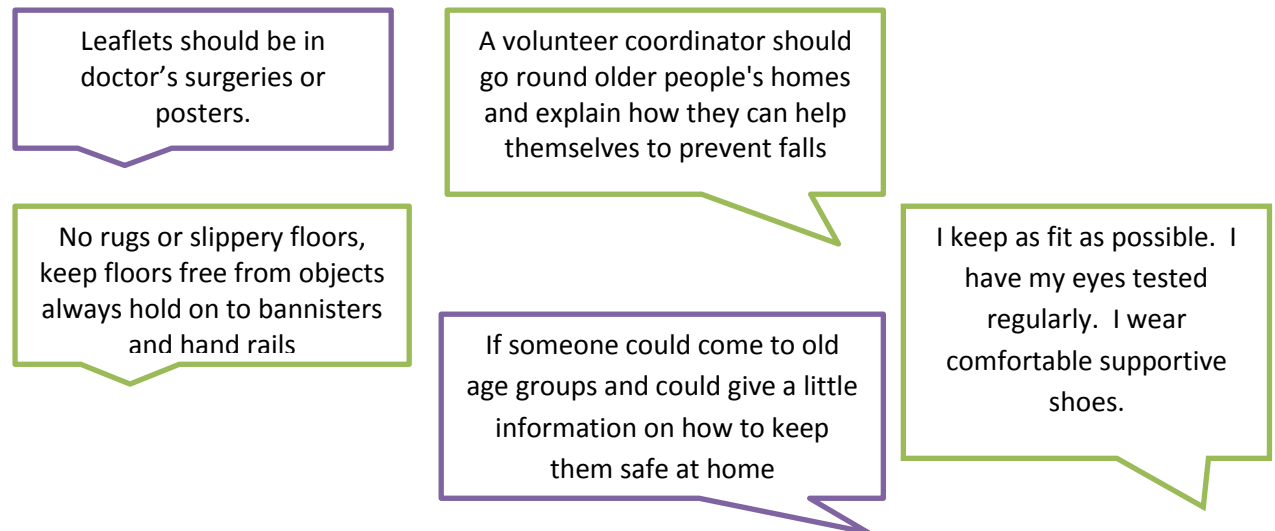 Leaflets should be in
doctor's surgeries or
posters.
A volunteer coordinator should
go round older people's homes
and explain how they can help
themselves to prevent falls
No rugs or slippery floors,
keep floors free from objects
always hold on to bannisters
and hand rails
If someone could come to old
age groups and could give a little
information on how to keep
them safe at home
I keep as fit as possible.  I
have my eyes tested
regularly.  I wear
comfortable supportive
shoes.